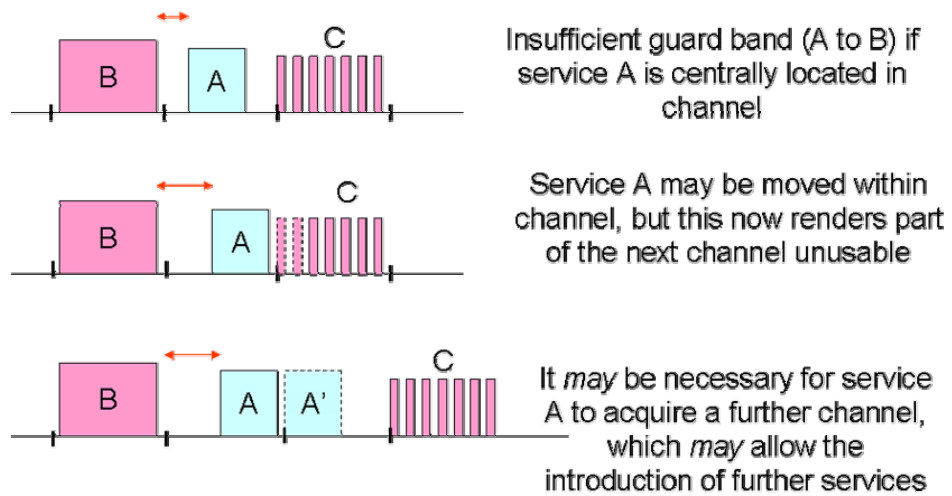 C
B
A
Insufficient guard band (A to B) if
service A is centrally located in
channel
C
B
A
Service A may be moved within
channel, but this now renders part
of the next channel unusable
C
B
A
A'
It may be necessary for service
A to acquire a further channel,
which may allow the
introduction of further services